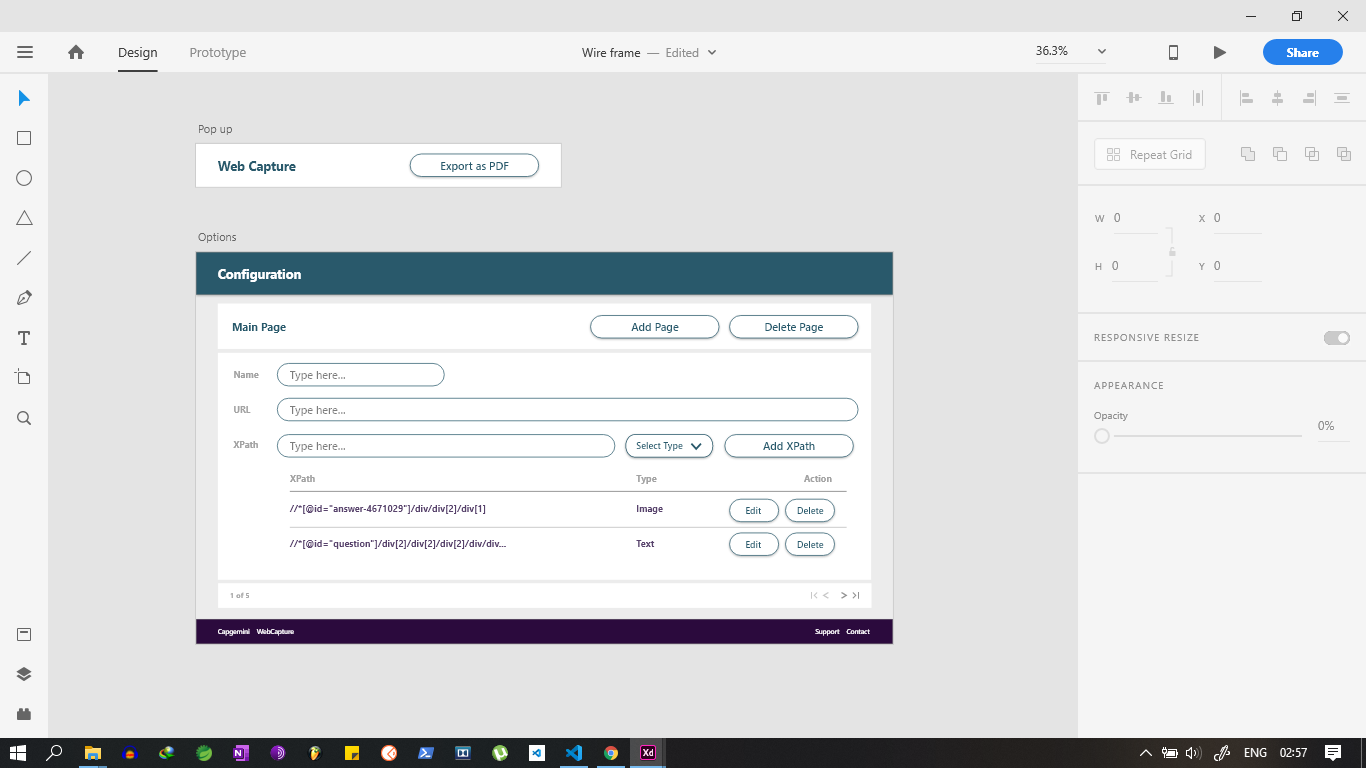 Design Prototype Wire frame — Edited 36.3% Share
Pop up
Web Capture Export as PDF
Options
Configuration
Main Page Add Page Delete Page
Name Type here...
URL Type here...
XPath Type here... Select Type Add XPath
XPath Type Action
//*[@id="answer-4671029"]/div/div[2]/div[1] Image Edit Delete
//*[@id="question"]/div[2]/div[2]/div[2]/div/div... Text Edit Delete
1 of 5
Capgemini WebCapture Support Contact
Repeat Grid
W 0 X 0
H 0 Y 0
RESPONSIVE RESIZE
APPEARANCE
Opacity
0%
Xd ENG 02:57